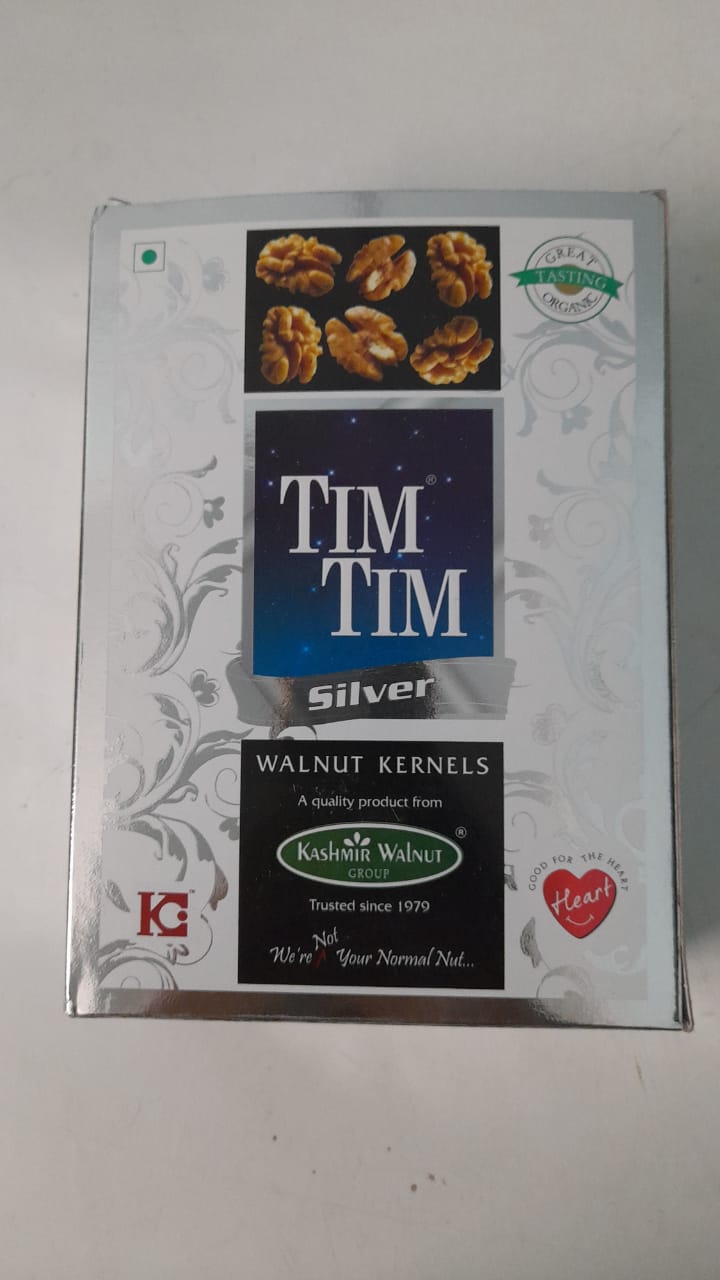 GREAT
TASTING
ORGANIC
TIM®
TIM
Silver
WALNUT KERNELS
A quality product from
KASHMIR WALNUT®
GROUP
Trusted since 1979
Not
We're Your Normal Nut...
KC™
GOOD FOR THE HEART
Heart